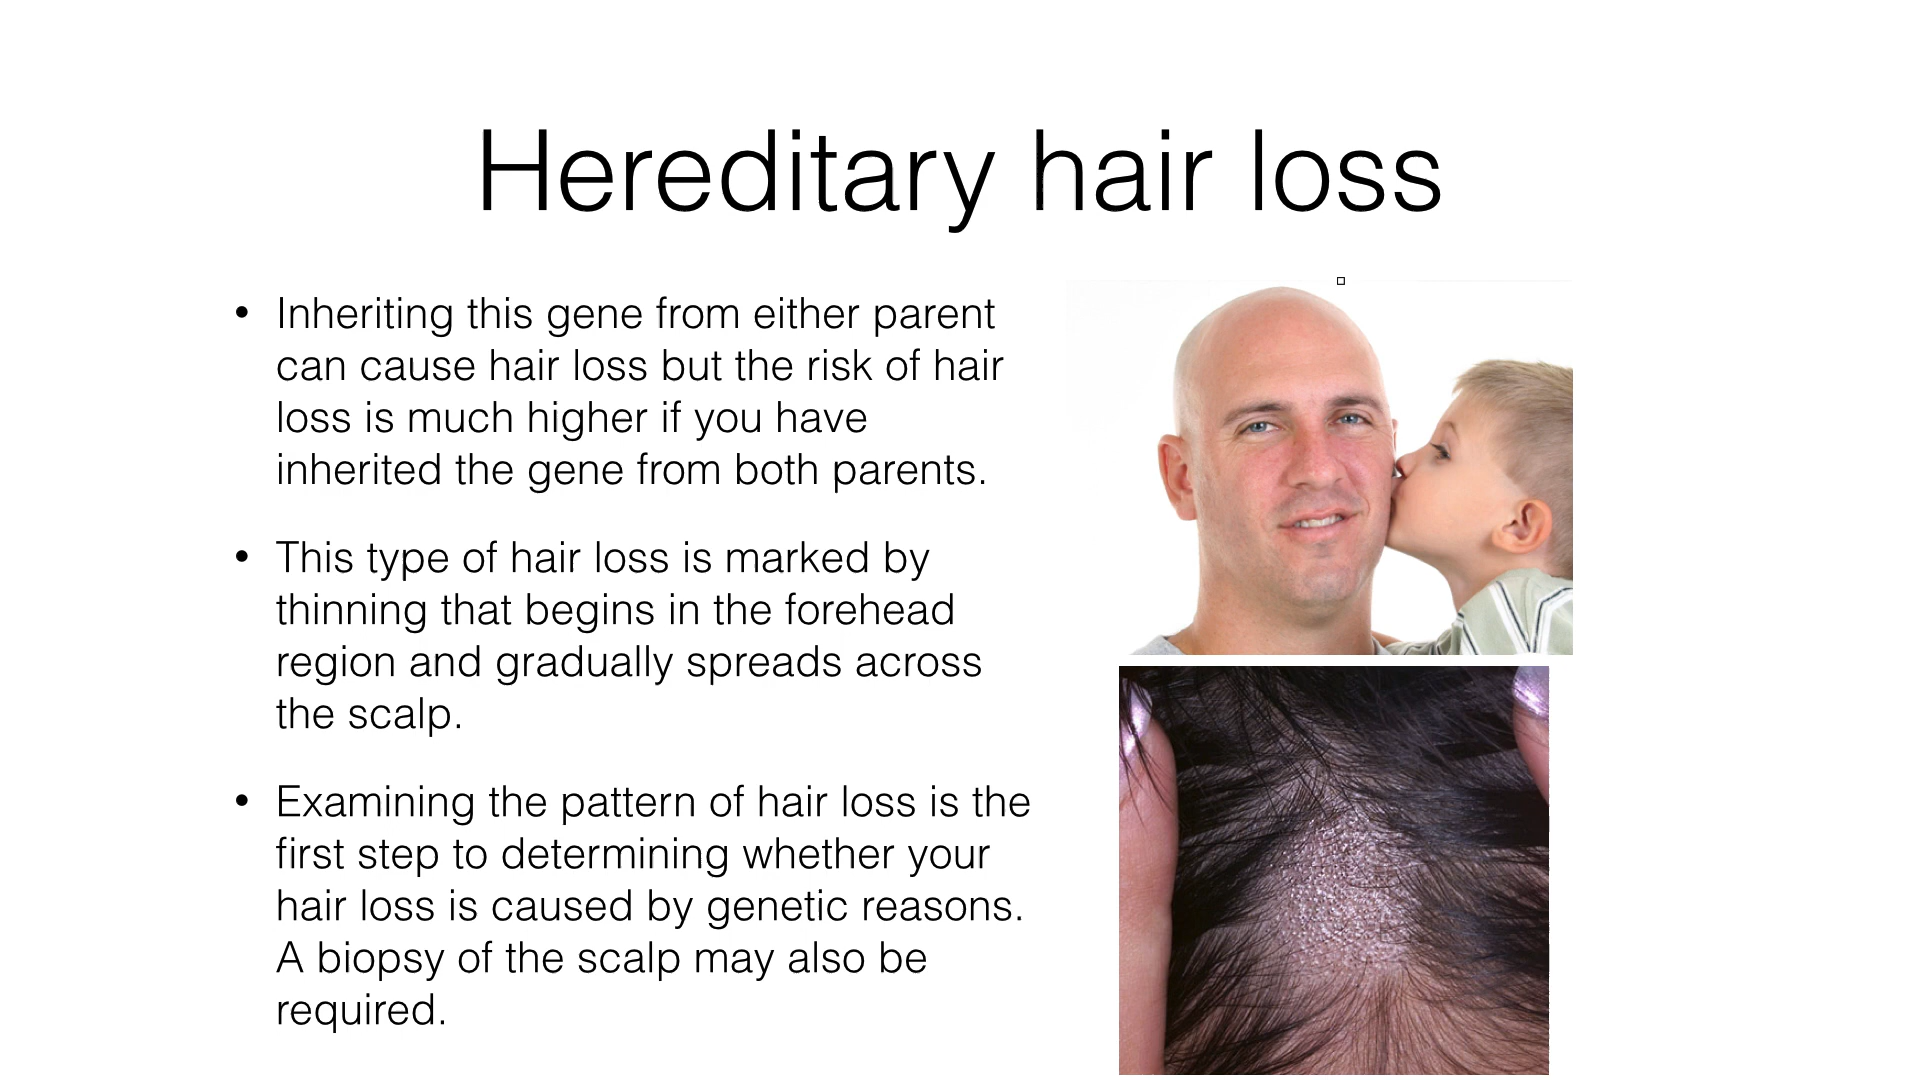 Hereditary hair loss
• Inheriting this gene from either parent
can cause hair loss but the risk of hair
loss is much higher if you have
inherited the gene from both parents.
• This type of hair loss is marked by
thinning that begins in the forehead
region and gradually spreads across
the scalp.
• Examining the pattern of hair loss is the
first step to determining whether your
hair loss is caused by genetic reasons.
A biopsy of the scalp may also be
required.